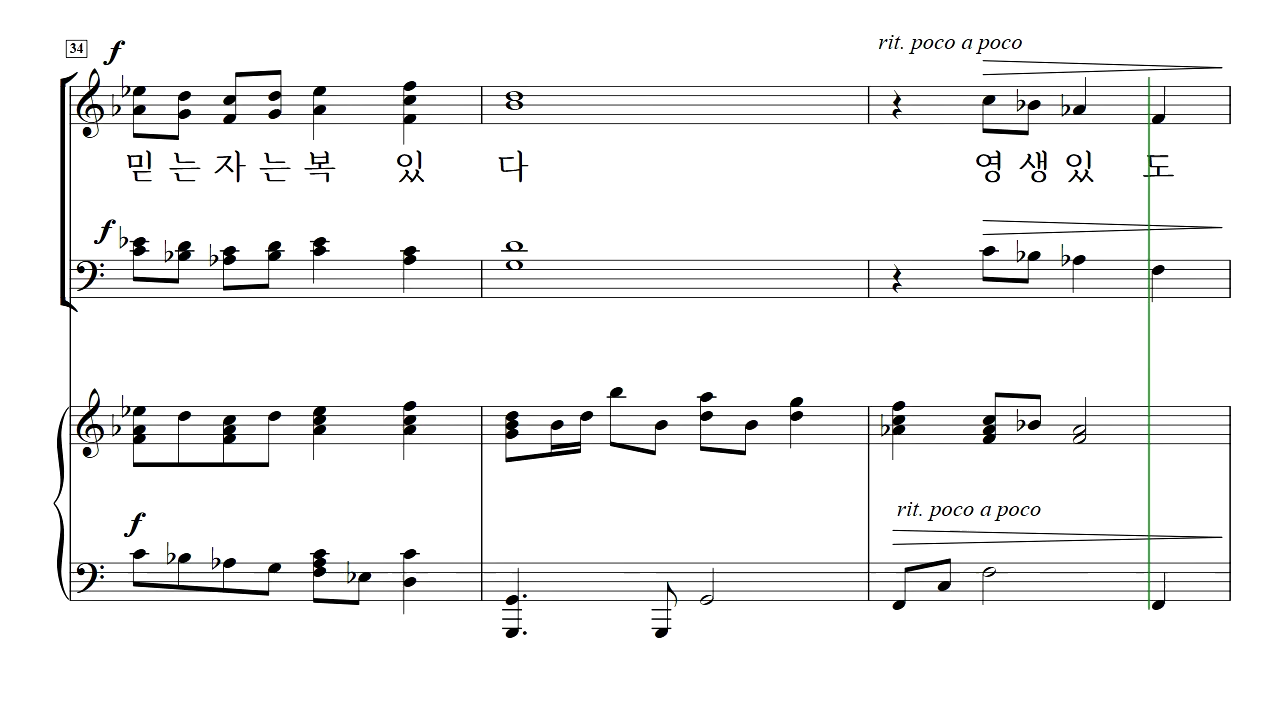 34
f
rit. poco a poco
믿 는 자 는 복 있 다 영 생 있 도
f
rit. poco a poco
f